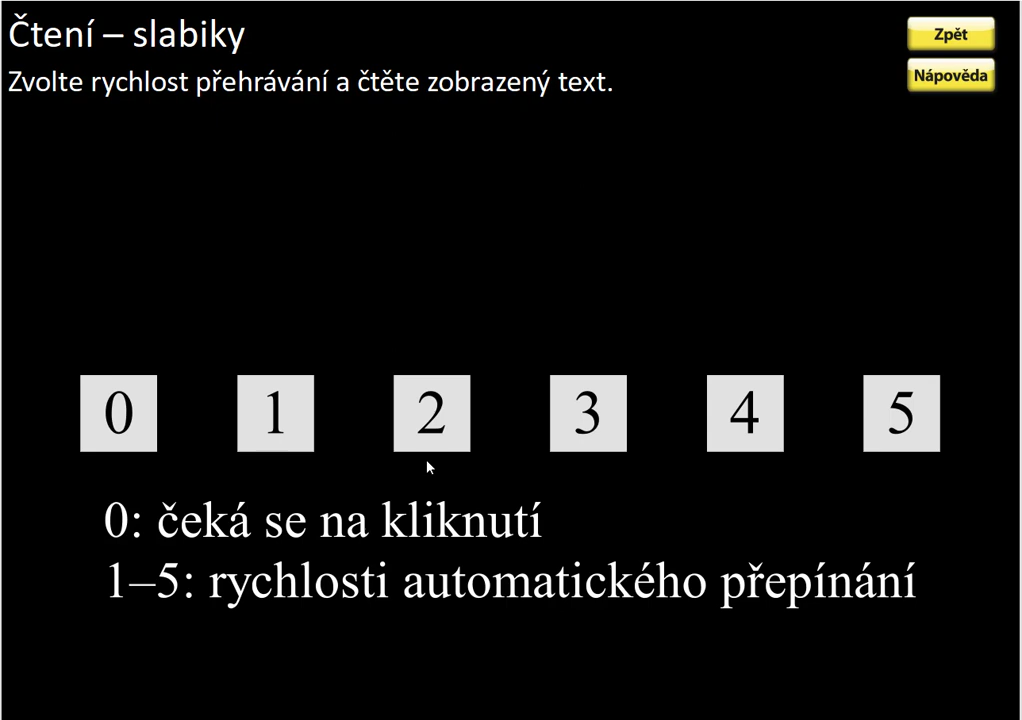 Čtení – slabiky
Zpět
Zvolte rychlost přehrávání a čtěte zobrazený text.
Nápověda
0 1 2 3 4 5
0: čeká se na kliknutí
1–5: rychlosti automatického přepínání